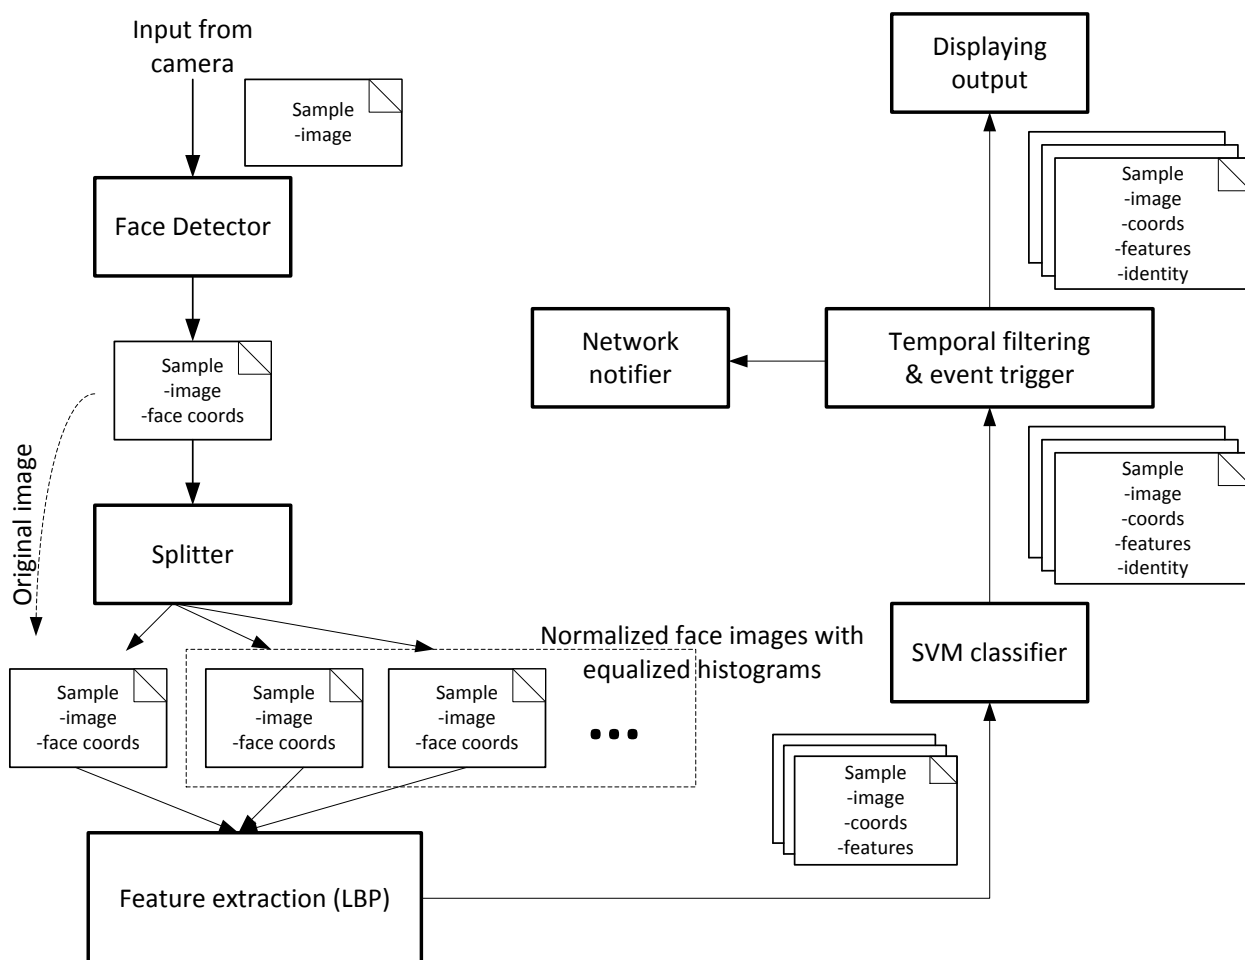 Input from
camera
Sample
-image
Face Detector
Sample
-image
-face coords
Original image
Splitter
Normalized face images with
equalized histograms
Sample
-image
-face coords
Sample
-image
-face coords
Sample
-image
-face coords
...
Feature extraction (LBP)
Sample
-image
-coords
-features
SVM classifier
Sample
-image
-coords
-features
-identity
Temporal filtering
& event trigger
Network
notifier
Sample
-image
-coords
-features
-identity
Displaying
output